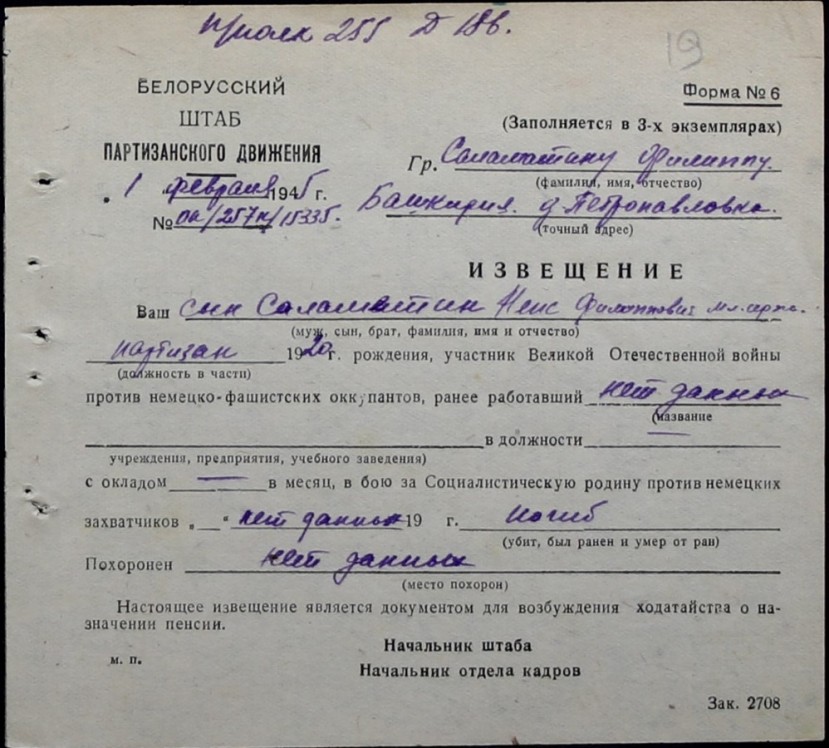 255 Д 186.
19
БЕЛОРУССКИЙ
ШТАБ
ПАРТИЗАНСКОГО ДВИЖЕНИЯ
1 февраля 1945 г.
№ 15335.
Форма № 6
(Заполняется в 3-х экземплярах)
Гр. Саламатину Филиппу.
(фамилия, имя, отчество)
Башкирия. д. Петропавловка.
(точный адрес)
ИЗВЕЩЕНИЕ
Ваш сын Саламатин Филиппович мл. серж.
(муж, сын, брат, фамилия, имя и отчество)
партизан 1920 г. рождения, участник Великой Отечественной войны
(должность в части)
против немецко-фашистских оккупантов, ранее работавший нет данных
(название
в должности —
учреждения, предприятия, учебного заведения)
с окладом — в месяц, в бою за Социалистическую родину против немецких
захватчиков „ “ нет данных 19 г. погиб
(убит, был ранен и умер от ран)
Похоронен нет данных
(место похорон)
Настоящее извещение является документом для возбуждения ходатайства о на-
значении пенсии.
Начальник штаба
м. п.
Начальник отдела кадров
Зак. 2708